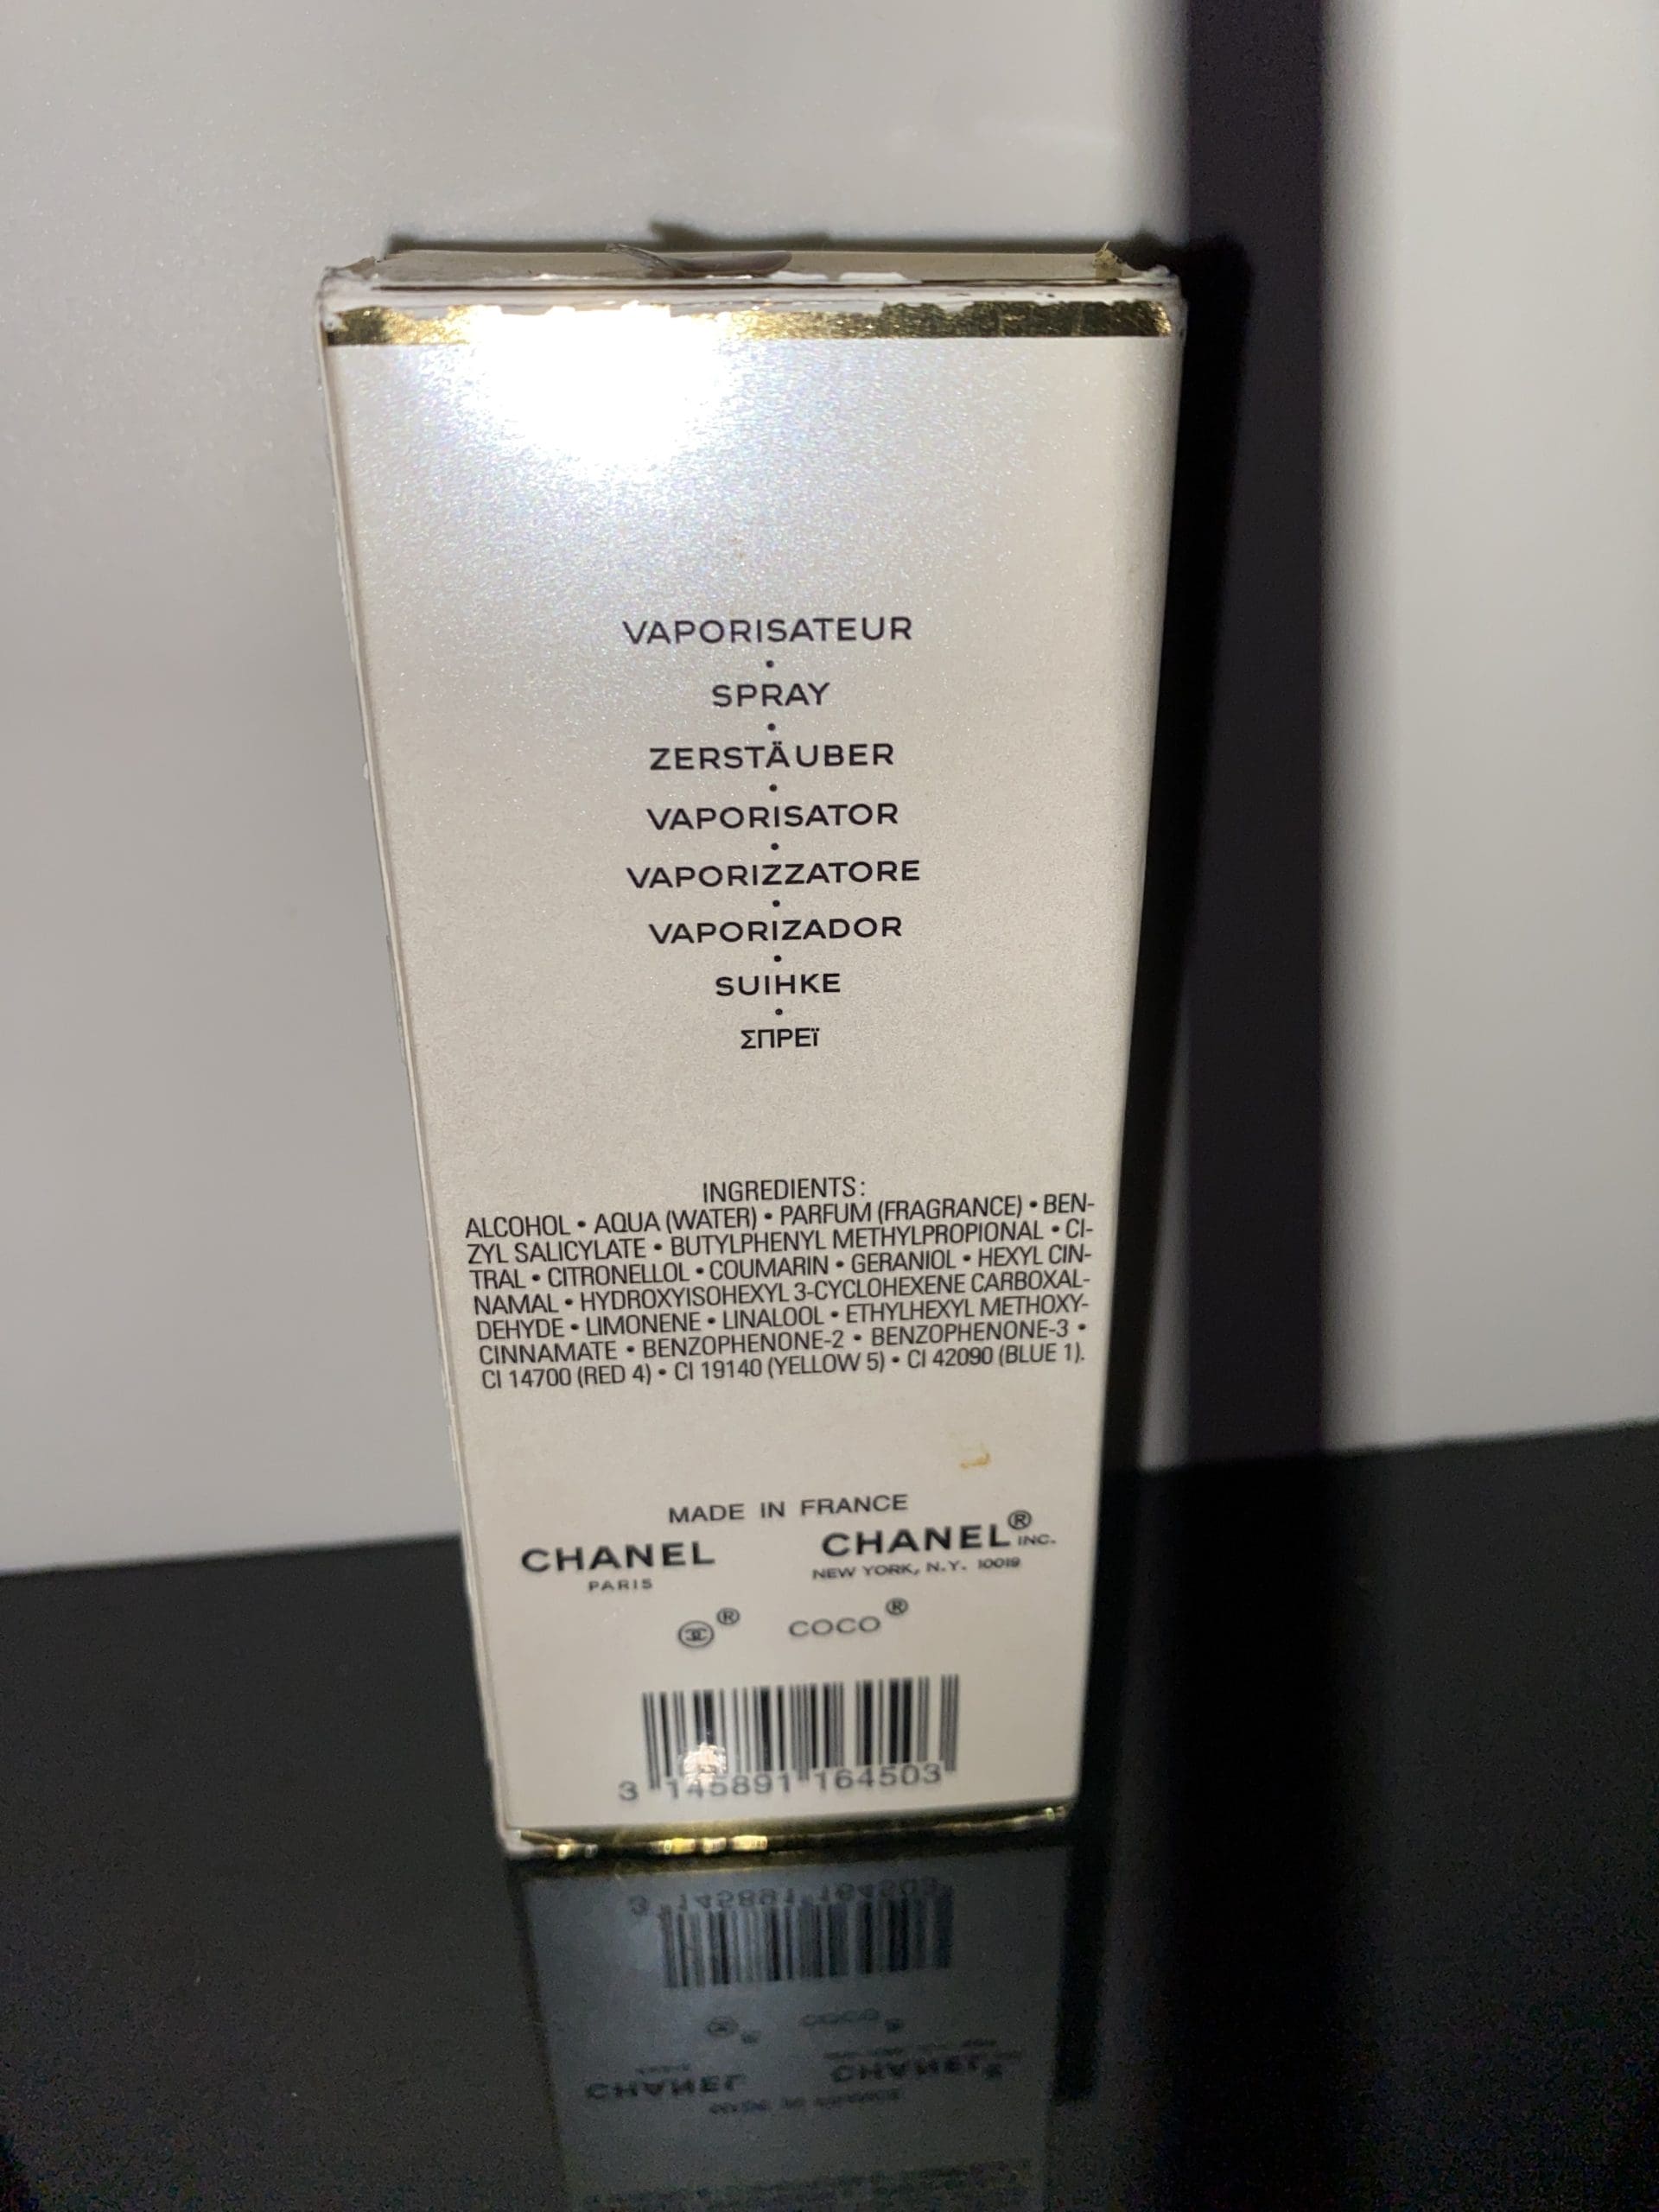 VAPORISATEUR
•
SPRAY
•
ZERSTÄUBER
•
VAPORISATOR
•
VAPORIZZATORE
•
VAPORIZADOR
•
SUIHKE
•
ΣΠΡΕϊ
INGREDIENTS:
ALCOHOL • AQUA (WATER) • PARFUM (FRAGRANCE) • BEN-
ZYL SALICYLATE • BUTYLPHENYL METHYLPROPIONAL • CI-
TRAL • CITRONELLOL • COUMARIN • GERANIOL • HEXYL CIN-
NAMAL • HYDROXYISOHEXYL 3-CYCLOHEXENE CARBOXAL-
DEHYDE • LIMONENE • LINALOOL • ETHYLHEXYL METHOXY-
CINNAMATE • BENZOPHENONE-2 • BENZOPHENONE-3 •
CI 14700 (RED 4) • CI 19140 (YELLOW 5) • CI 42090 (BLUE 1).
MADE IN FRANCE
CHANEL CHANEL® INC.
PARIS NEW YORK, N.Y. 10019
® COCO®
3 145891 164503